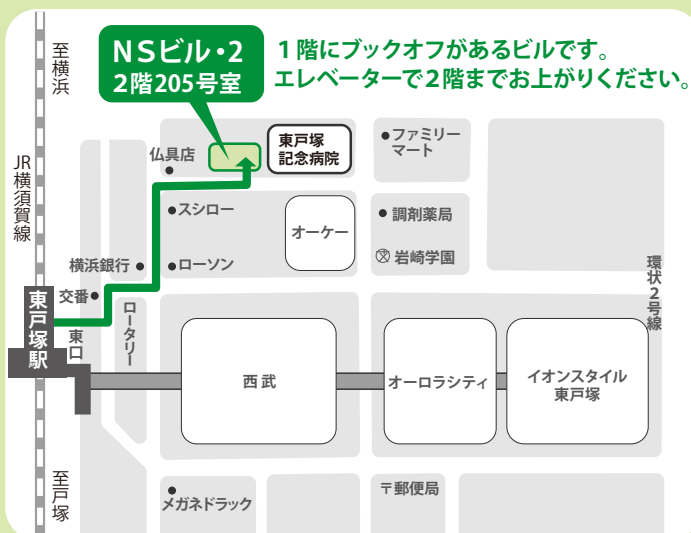 至横浜
NSビル・2
2階205号室
1階にブックオフがあるビルです。
エレベーターで2階までお上がりください。
JR横須賀線
仏具店
東戸塚
記念病院
ファミリー
マート
スシロー
オーケー
調剤薬局
岩崎学園
横浜銀行
ローソン
環状2号線
交番
東戸塚駅
東口
ロータリー
西武
オーロラシティ
イオンスタイル
東戸塚
至戸塚
メガネドラック
〒郵便局